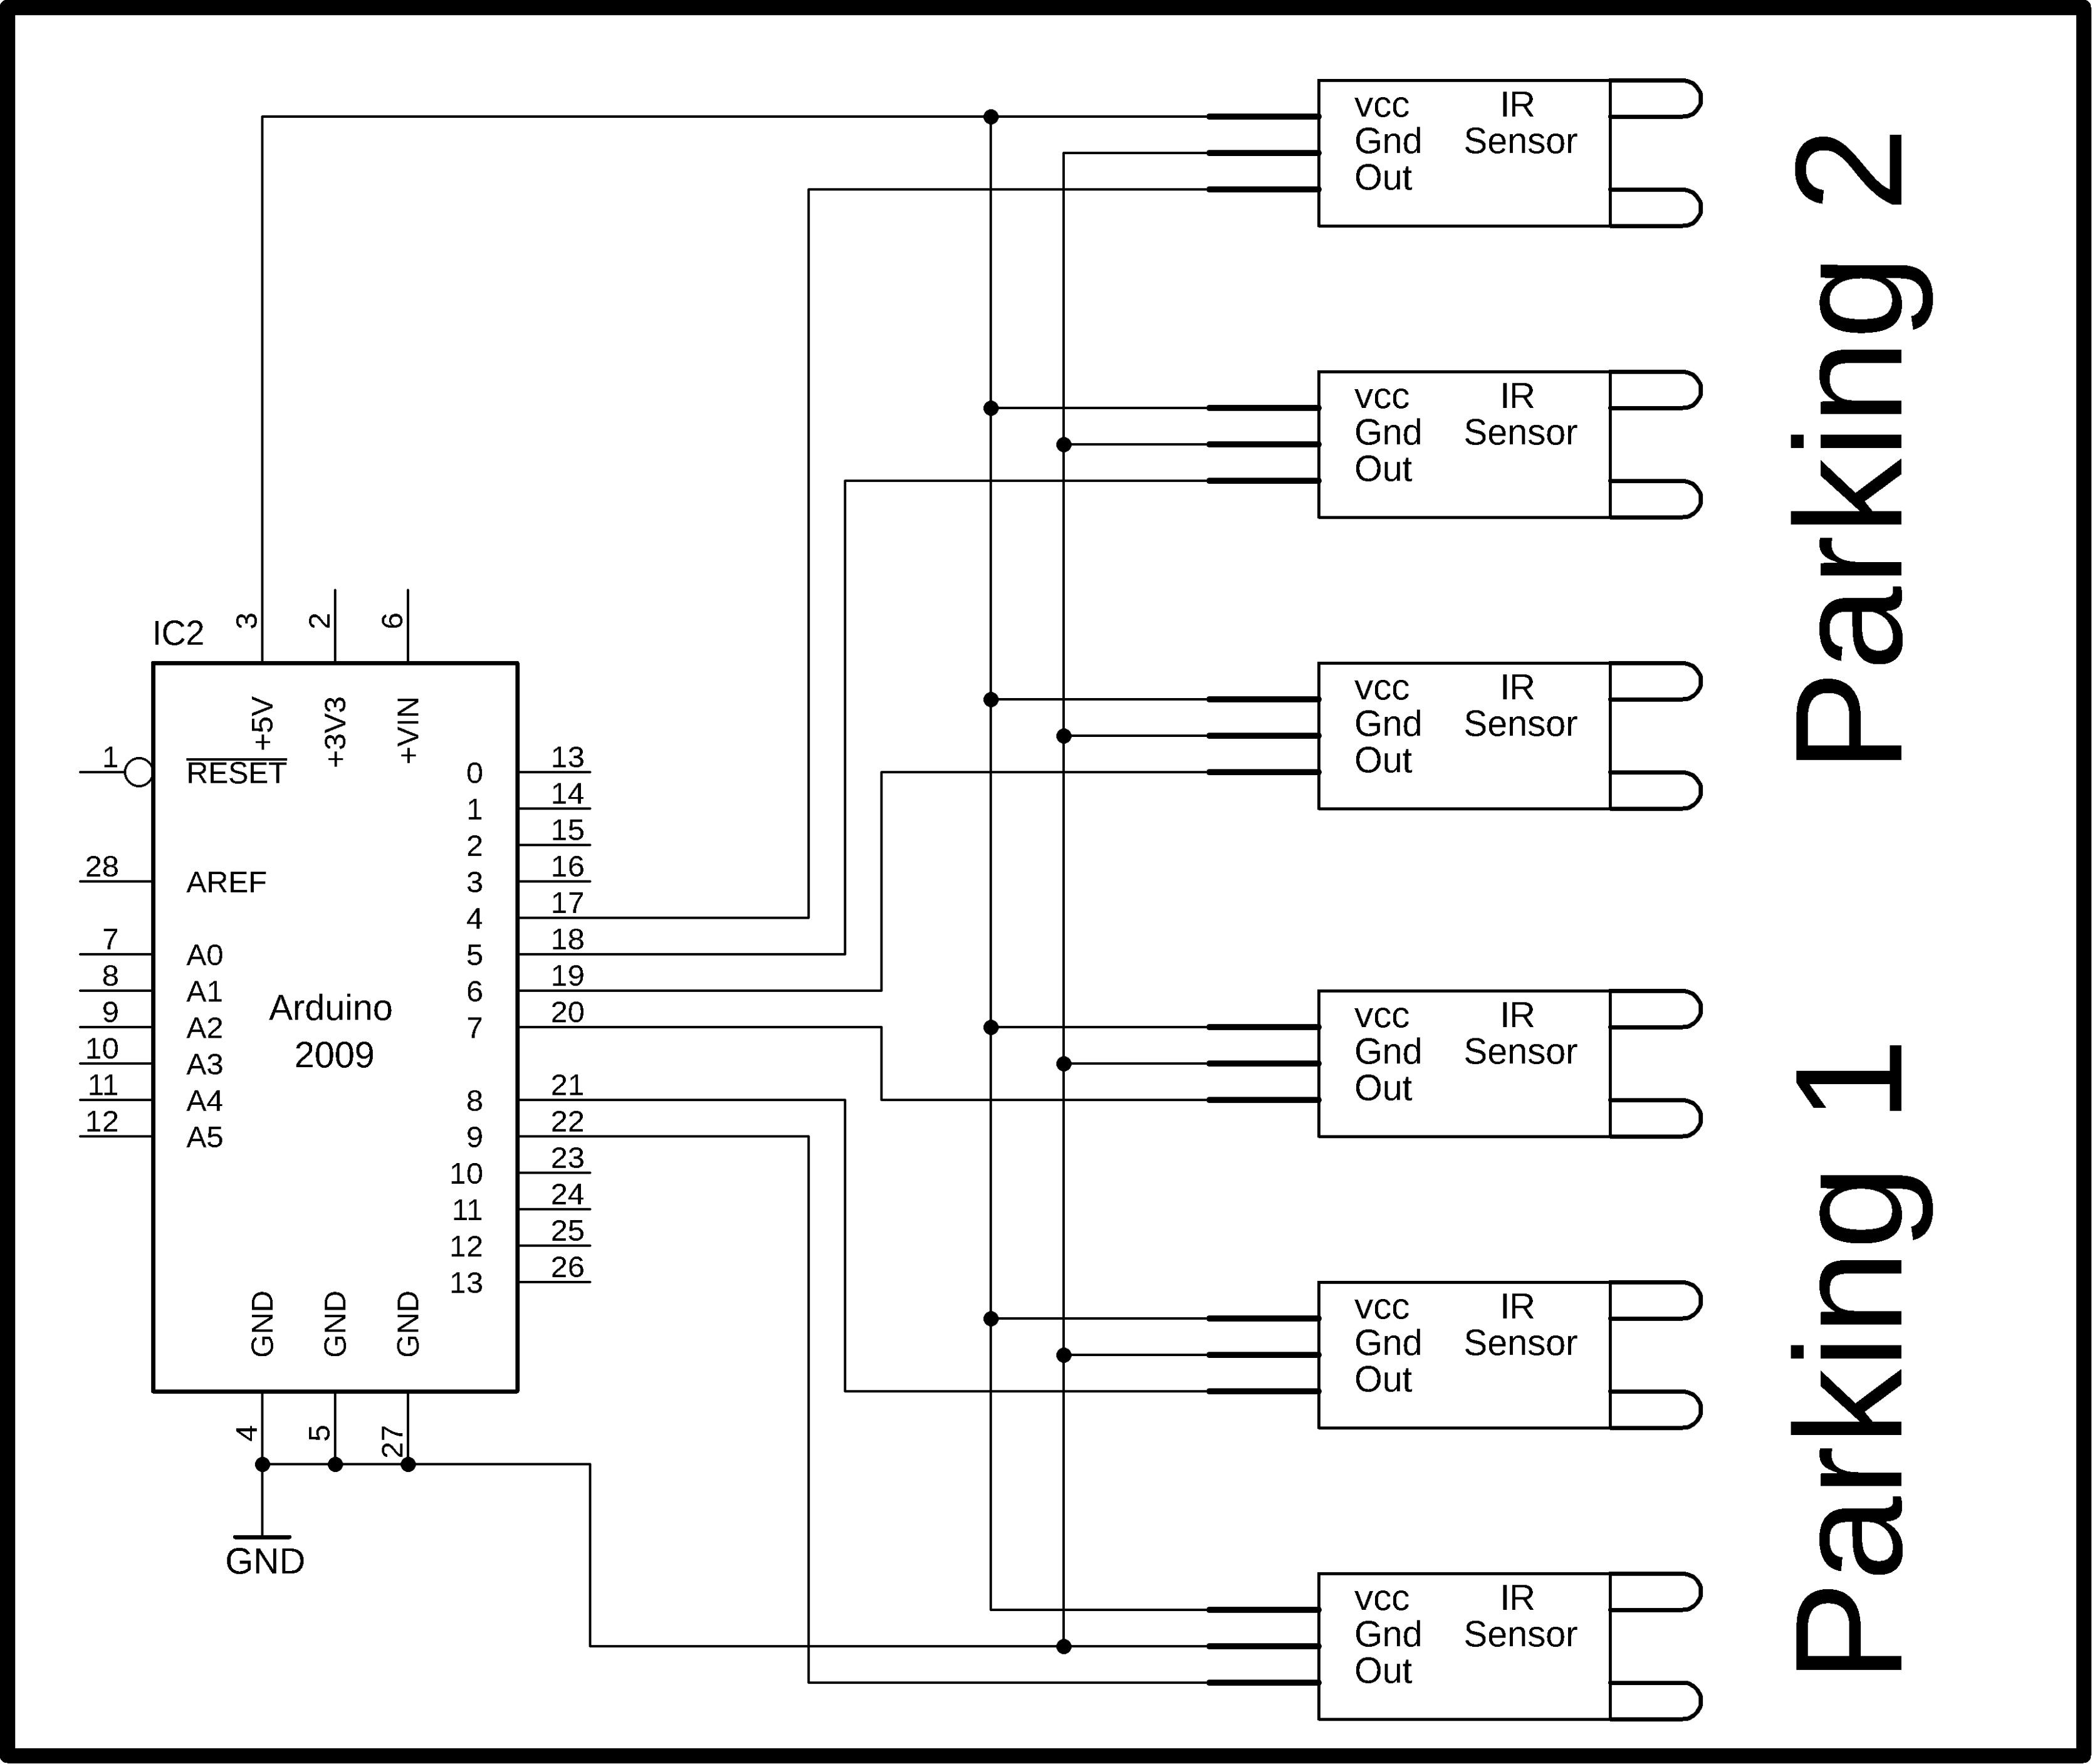 vcc IR
Gnd Sensor
Out
vcc IR
Gnd Sensor
Out
vcc IR
Gnd Sensor
Out
Parking 2
vcc IR
Gnd Sensor
Out
vcc IR
Gnd Sensor
Out
vcc IR
Gnd Sensor
Out
Parking 1
IC2
3 2 6
+5V +3V3 +VIN
1 RESET 0 13
1 14
2 15
28 AREF 3 16
4 17
7 A0 5 18
8 A1 6 19
9 A2 7 20
10 A3
11 A4 8 21
12 A5 9 22
Arduino
2009
10 23
11 24
12 25
13 26
GND GND GND
4 5 27
GND